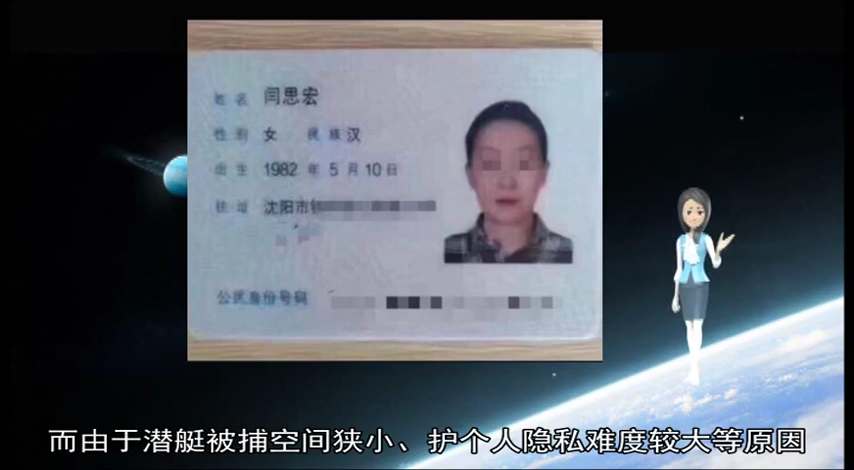 姓名 闫思宏
性别 女 民族 汉
出生 1982 年 5 月 10 日
住址 沈阳市
公民身份号码
而由于潜艇被捕空间狭小、护个人隐私难度较大等原因